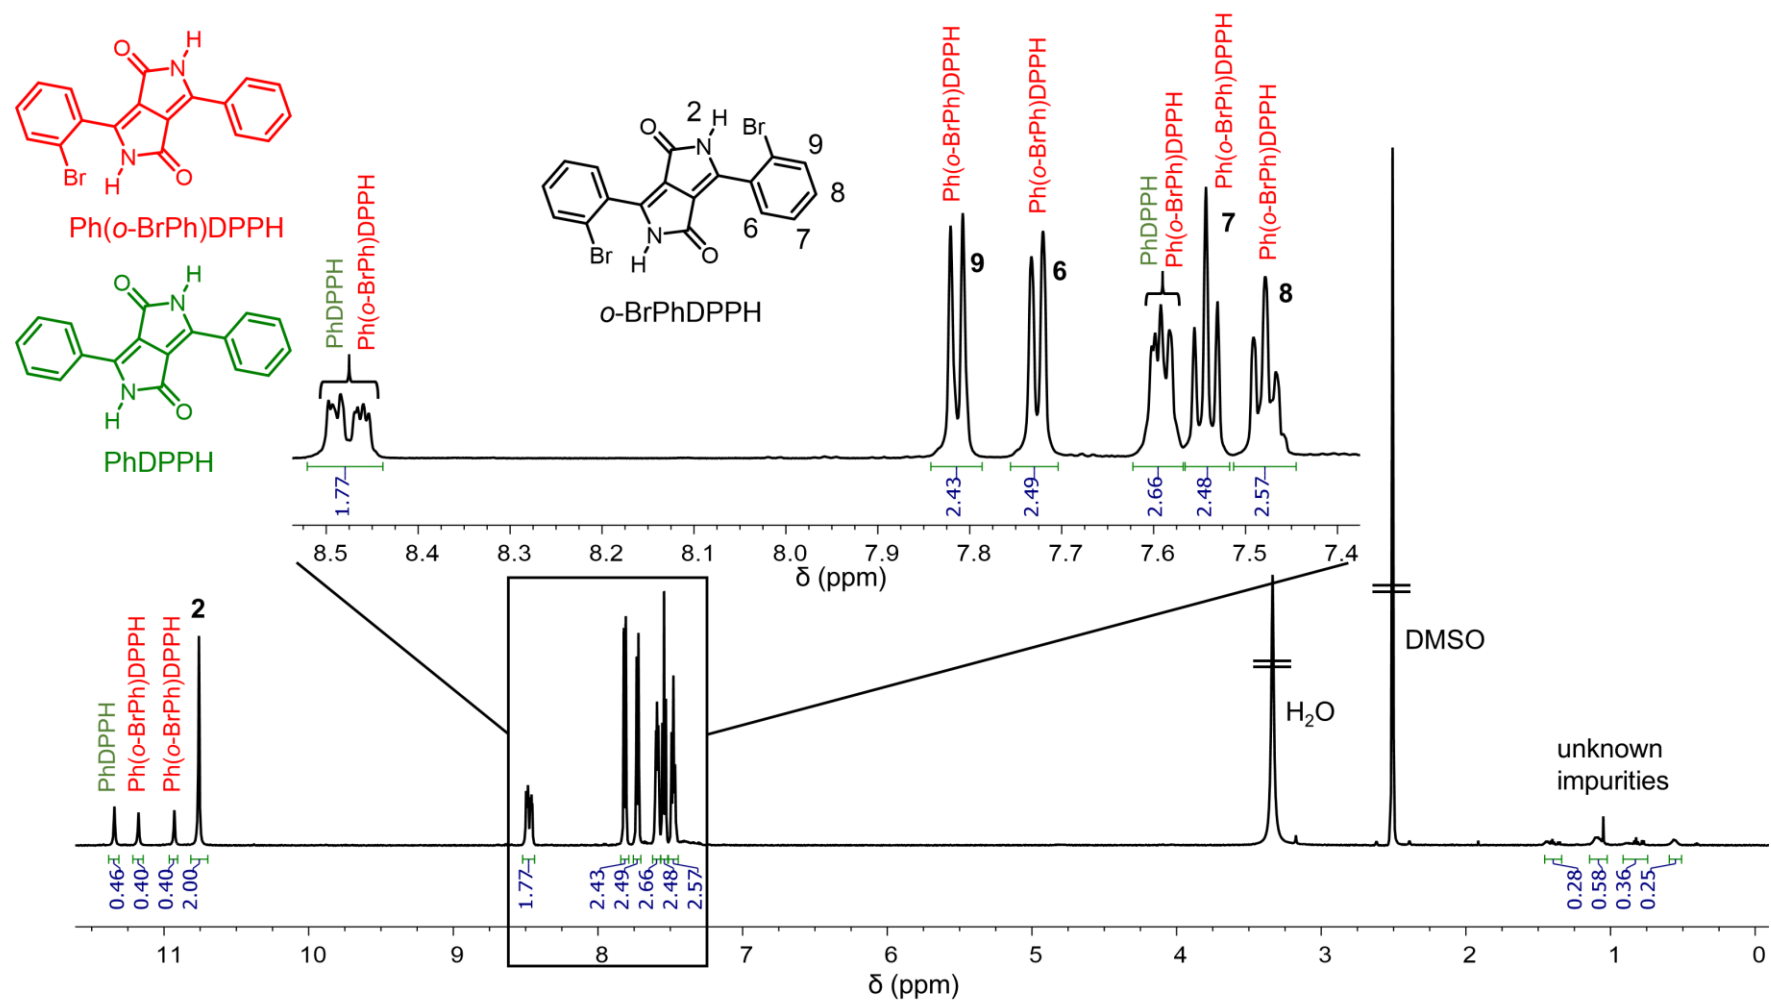 O
N
H
Br
N
H
O
Ph(o-BrPh)DPPH
O
N
H
N
H
O
PhDPPH
2
H
O
N
Br
9
8
7
6
Br
N
H
O
o-BrPhDPPH
PhDPPH
Ph(o-BrPh)DPPH
Ph(o-BrPh)DPPH
9
Ph(o-BrPh)DPPH
6
PhDPPH
Ph(o-BrPh)DPPH
Ph(o-BrPh)DPPH
7
Ph(o-BrPh)DPPH
8
1.77
2.43
2.49
2.66
2.48
2.57
8.5 8.4 8.3 8.2 8.1 8.0 7.9 7.8 7.7 7.6 7.5 7.4
δ (ppm)
PhDPPH
Ph(o-BrPh)DPPH
Ph(o-BrPh)DPPH
2
H2O
DMSO
unknown
impurities
0.46
0.40
0.40
2.00
1.77
2.43
2.49
2.66
2.48
2.57
0.28
0.58
0.36
0.25
11 10 9 8 7 6 5 4 3 2 1 0
δ (ppm)